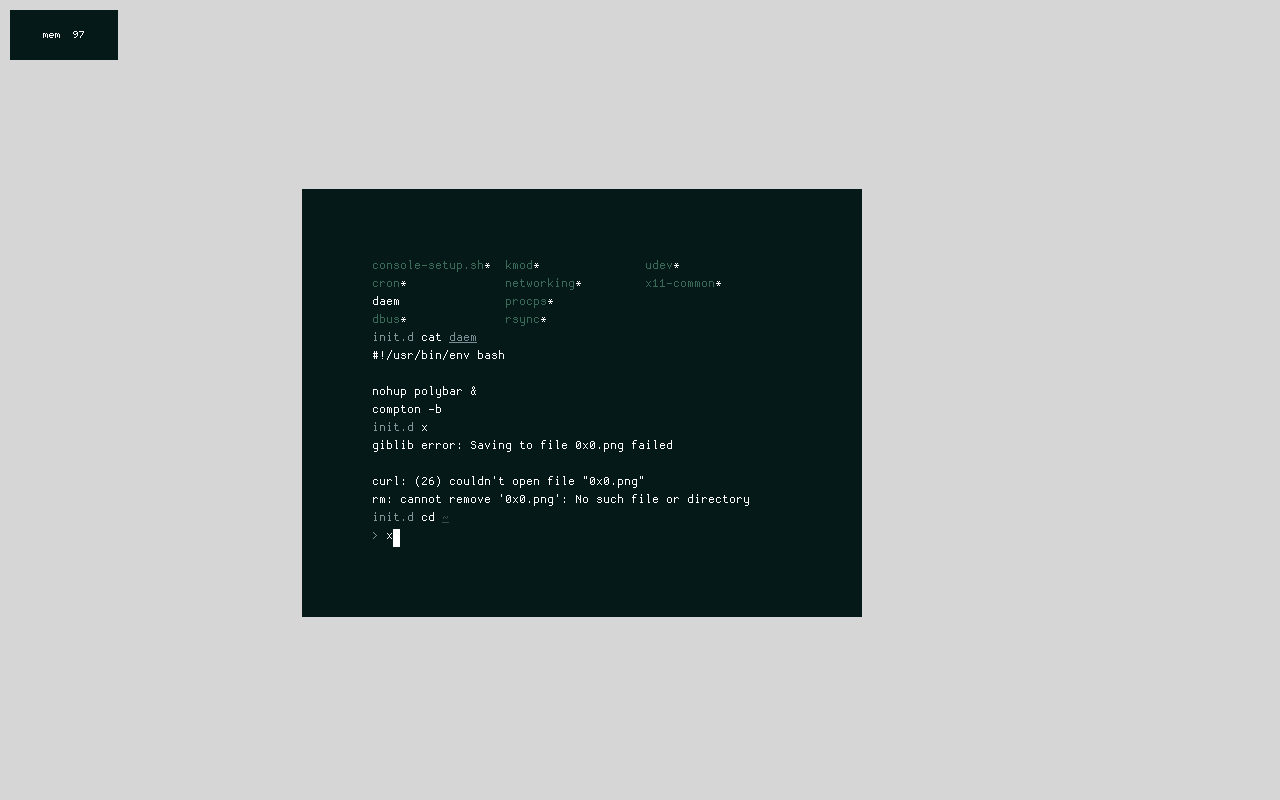 mem 97
console-setup.sh* kmod* udev*
cron* networking* x11-common*
daem procps*
dbus* rsync*
init.d cat daem
#!/usr/bin/env bash
nohup polybar &
compton -b
init.d x
giblib error: Saving to file 0x0.png failed
curl: (26) couldn't open file "0x0.png"
rm: cannot remove '0x0.png': No such file or directory
init.d cd ~
> x